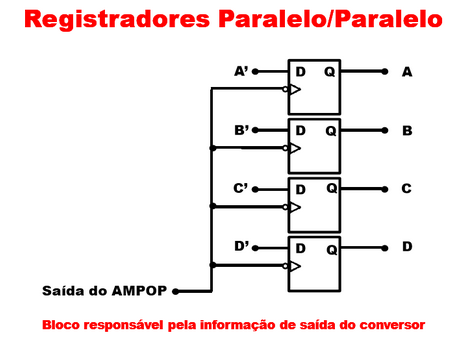 Registradores Paralelo/Paralelo
A' D Q A
B' D Q B
C' D Q C
D' D Q D
Saída do AMPOP
Bloco responsável pela informação de saída do conversor